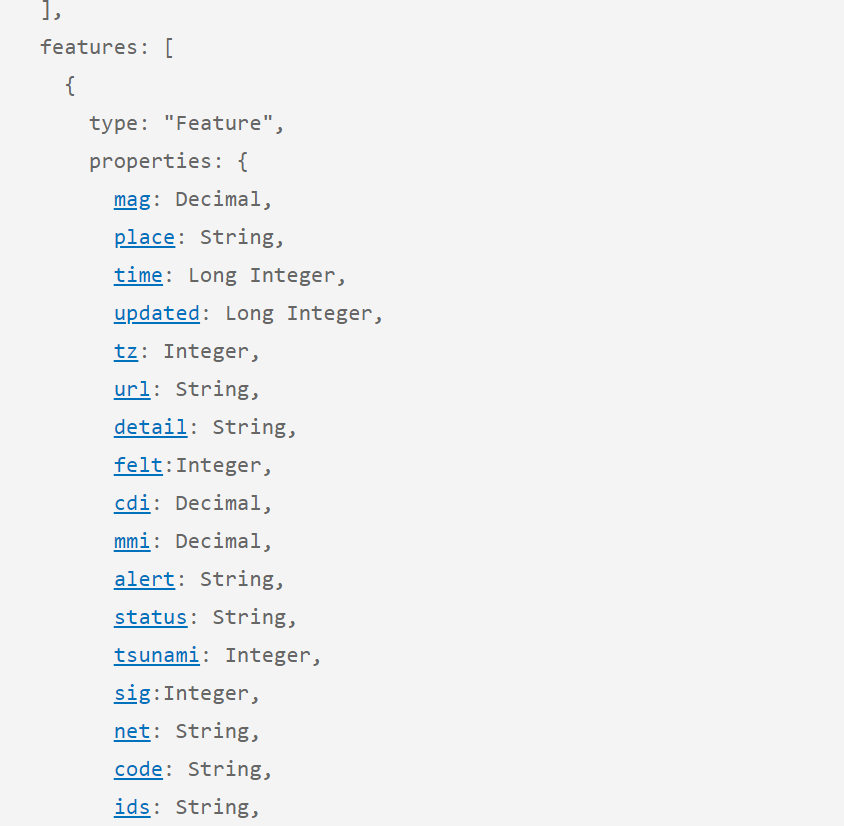 ],
features: [
{
type: "Feature",
properties: {
mag: Decimal,
place: String,
time: Long Integer,
updated: Long Integer,
tz: Integer,
url: String,
detail: String,
felt:Integer,
cdi: Decimal,
mmi: Decimal,
alert: String,
status: String,
tsunami: Integer,
sig:Integer,
net: String,
code: String,
ids: String,